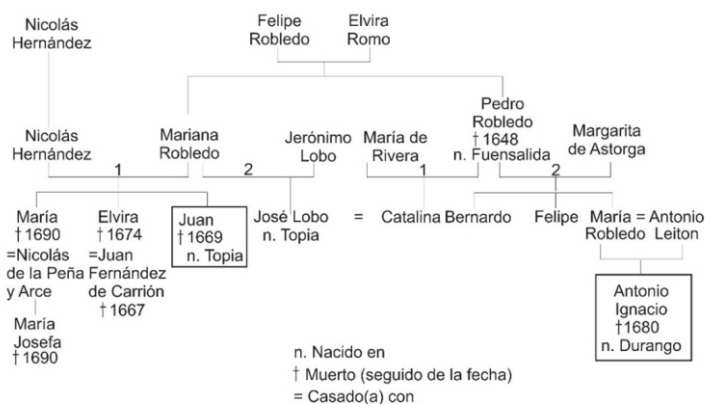 Nicolás
Hernández
Felipe
Robledo
Elvira
Romo
Nicolás
Hernández
Mariana
Robledo
Jerónimo
Lobo
María de
Rivera
Pedro
Robledo
† 1648
n. Fuensalida
Margarita
de Astorga
1
2
1
2
María
† 1690
=Nicolás
de la Peña
y Arce
Elvira
† 1674
=Juan
Fernández
de Carrión
† 1667
Juan
† 1669
n. Topia
José Lobo
n. Topia
=
Catalina
Bernardo
Felipe
María = Antonio
Robledo Leiton
María
Josefa
† 1690
Antonio
Ignacio
† 1680
n. Durango
n. Nacido en
† Muerto (seguido de la fecha)
= Casado(a) con